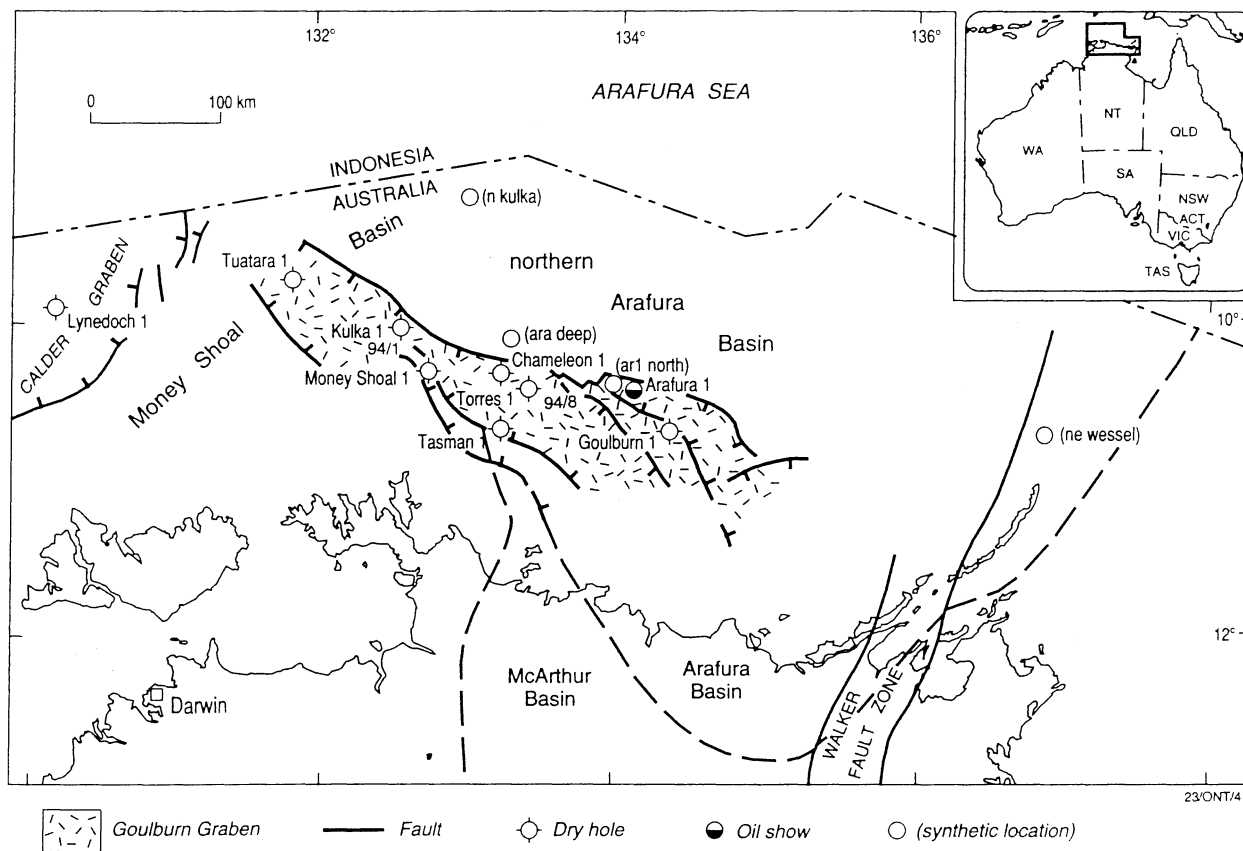 132°
134°
136°
0
100 km
ARAFURA SEA
INDONESIA
AUSTRALIA
(n kulka)
Basin
northern
Arafura
Basin
Tuatara 1
CALDER GRABEN
Lynedoch 1
Money Shoal
Kulka 1
94/1
Money Shoal 1
(ara deep)
Chameleon 1
(ar1 north)
Arafura 1
Torres 1
94/8
Tasman 1
Goulburn 1
(ne wessel)
10°
12°
McArthur
Basin
Arafura
Basin
WALKER
FAULT ZONE
Darwin
WA
NT
QLD
SA
NSW
ACT
VIC
TAS
23/ONT/4
Goulburn Graben
Fault
Dry hole
Oil show
(synthetic location)